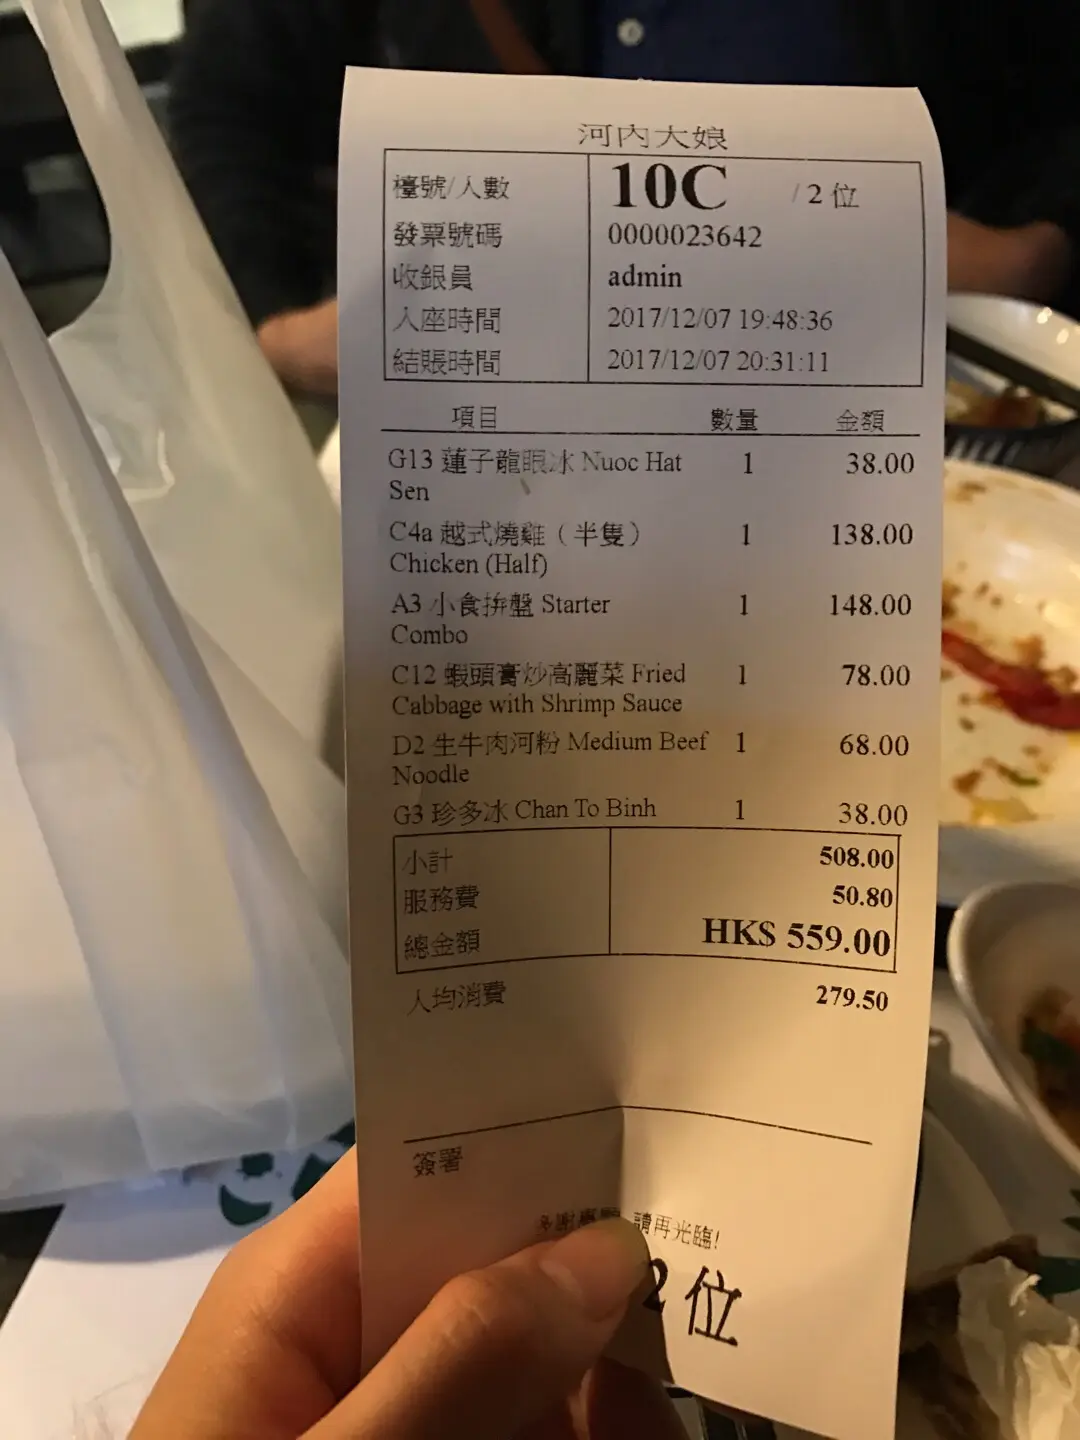 河內大娘
檯號/人數 10C / 2 位
發票號碼 0000023642
收銀員 admin
入座時間 2017/12/07 19:48:36
結賬時間 2017/12/07 20:31:11
項目 數量 金額
G13 蓮子龍眼冰 Nuoc Hat 1 38.00
Sen
C4a 越式燒雞（半隻） 1 138.00
Chicken (Half)
A3 小食拚盤 Starter 1 148.00
Combo
C12 蝦頭膏炒高麗菜 Fried 1 78.00
Cabbage with Shrimp Sauce
D2 生牛肉河粉 Medium Beef 1 68.00
Noodle
G3 珍多冰 Chan To Binh 1 38.00
小計 508.00
服務費 50.80
總金額 HK$ 559.00
人均消費 279.50
簽署
多謝惠顧 請再光臨!
2 位